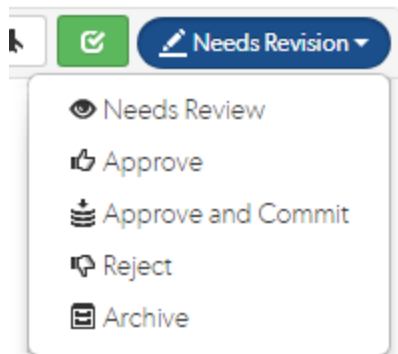 Needs Revision
Needs Review
Approve
Approve and Commit
Reject
Archive